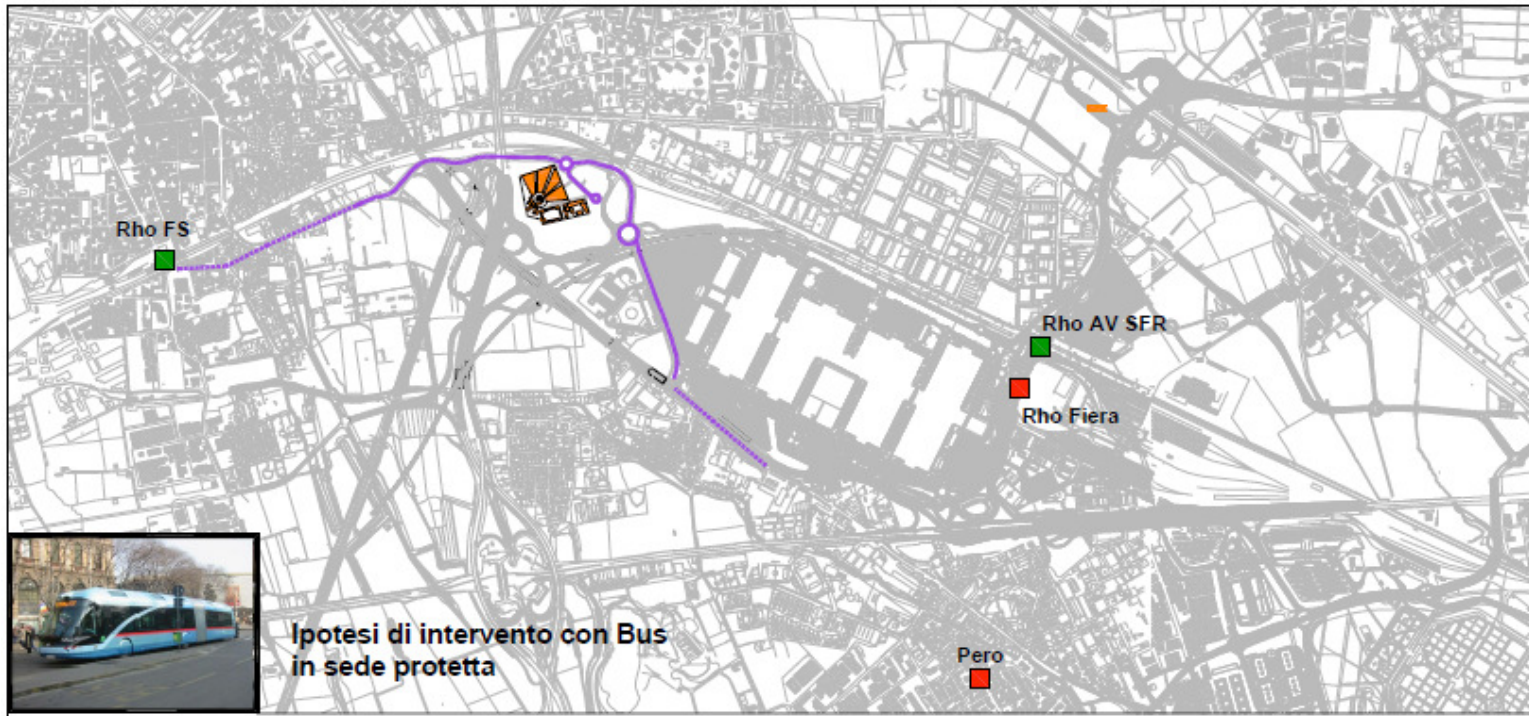 Rho FS
Rho AV SFR
Rho Fiera
Pero
Ipotesi di intervento con Bus
in sede protetta